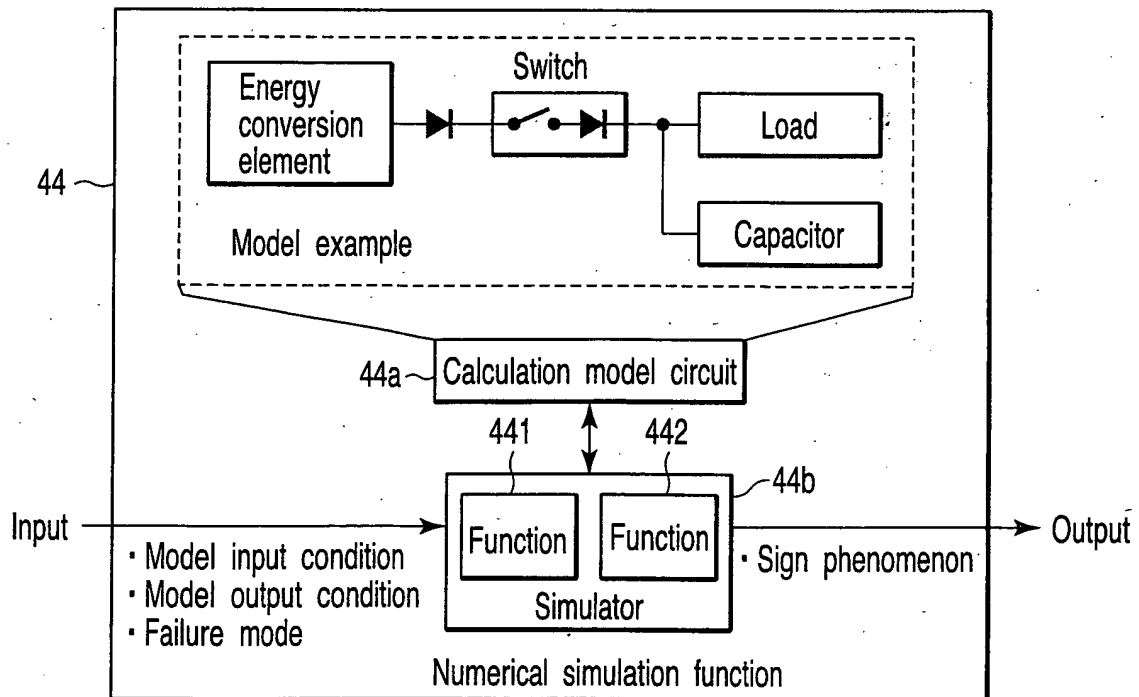 Energy
conversion
element
Switch
Load
Capacitor
Model example
44
44a
Calculation model circuit
441
442
44b
Input
Function
Function
Output
· Model input condition
· Model output condition
· Failure mode
Simulator
· Sign phenomenon
Numerical simulation function